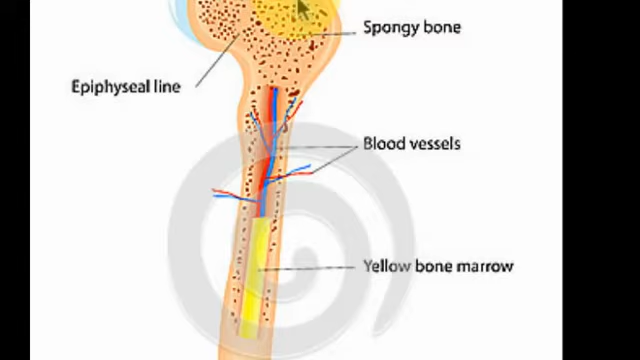 Spongy bone
Epiphyseal line
Blood vessels
Yellow bone marrow